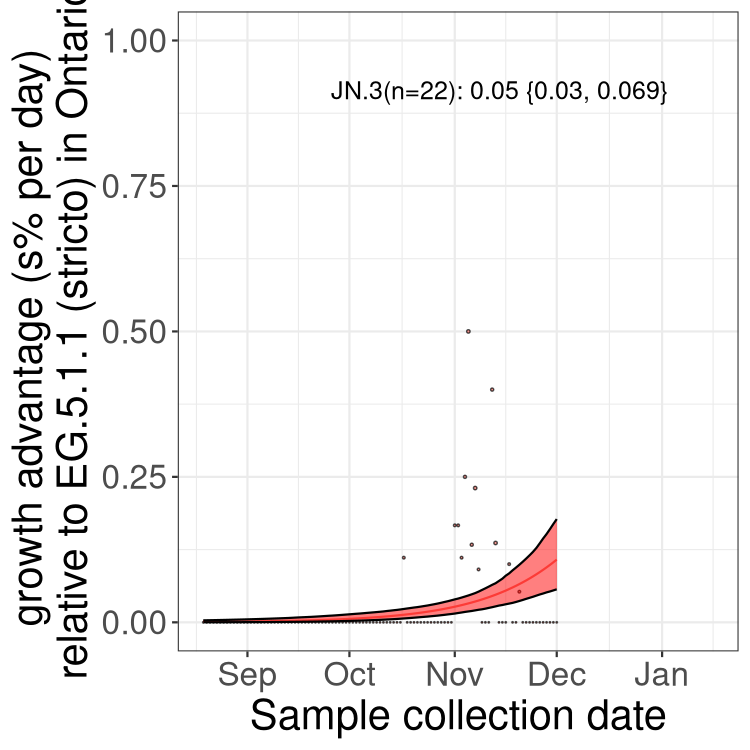 growth advantage (s% per day)
relative to EG.5.1.1 (stricto) in Ontario
1.00
0.75
0.50
0.25
0.00
JN.3(n=22): 0.05 {0.03, 0.069}
Sep Oct Nov Dec Jan
Sample collection date